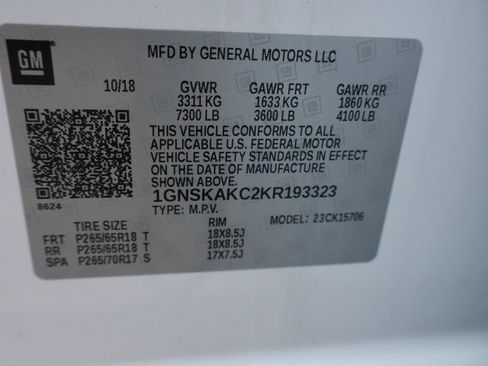 GM
MFD BY GENERAL MOTORS LLC
10/18 GVWR GAWR FRT GAWR RR
3311 KG 1633 KG 1860 KG
7300 LB 3600 LB 4100 LB
THIS VEHICLE CONFORMS TO ALL
APPLICABLE U.S. FEDERAL MOTOR
VEHICLE SAFETY STANDARDS IN EFFECT
ON THE DATE OF MANUFACTURE
SHOWN ABOVE.
8624
1GNSKAKC2KR193323
TYPE: M.P.V. MODEL: 23CK15706
TIRE SIZE RIM
FRT P265/65R18 T 18X8.5J
RR P265/65R18 T 18X8.5J
SPA P265/70R17 S 17X7.5J